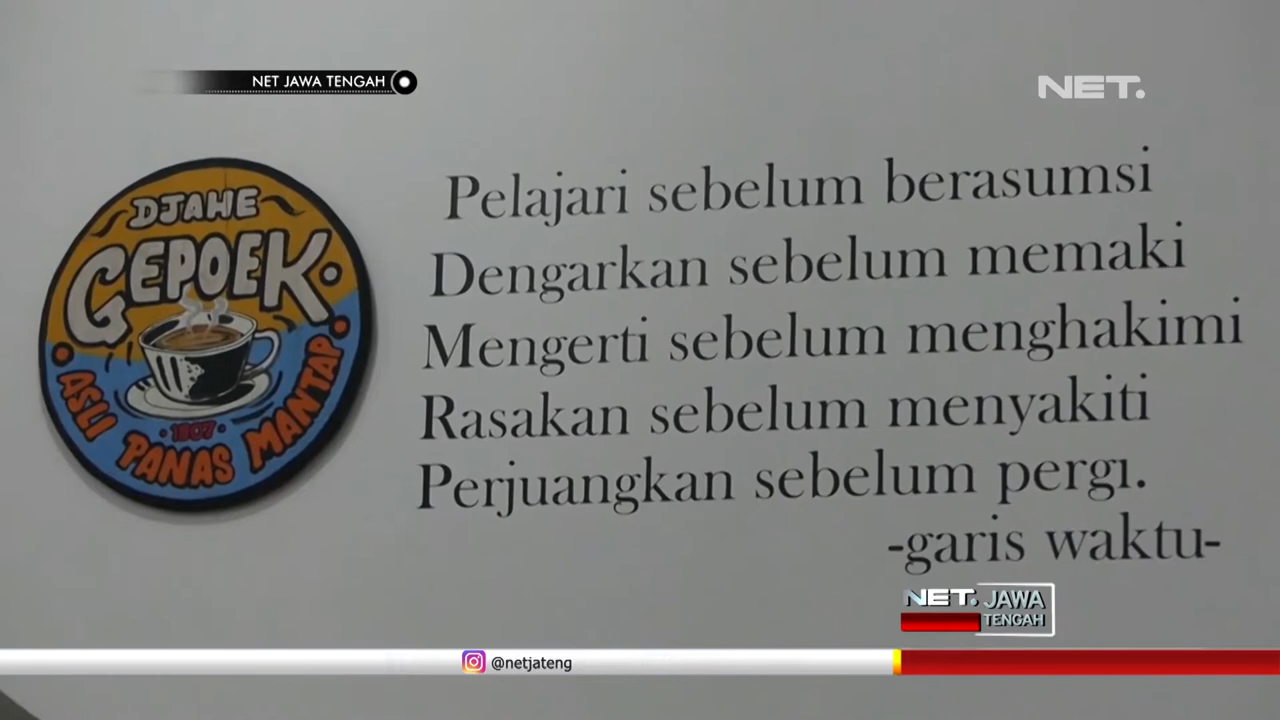 NET JAWA TENGAH
NET.
DJAHE
GEPOEK
ASLI PANAS MANTAP
1907
Pelajari sebelum berasumsi
Dengarkan sebelum memaki
Mengerti sebelum menghakimi
Rasakan sebelum menyakiti
Perjuangkan sebelum pergi.
-garis waktu-
NET. JAWA
TENGAH
@netjateng